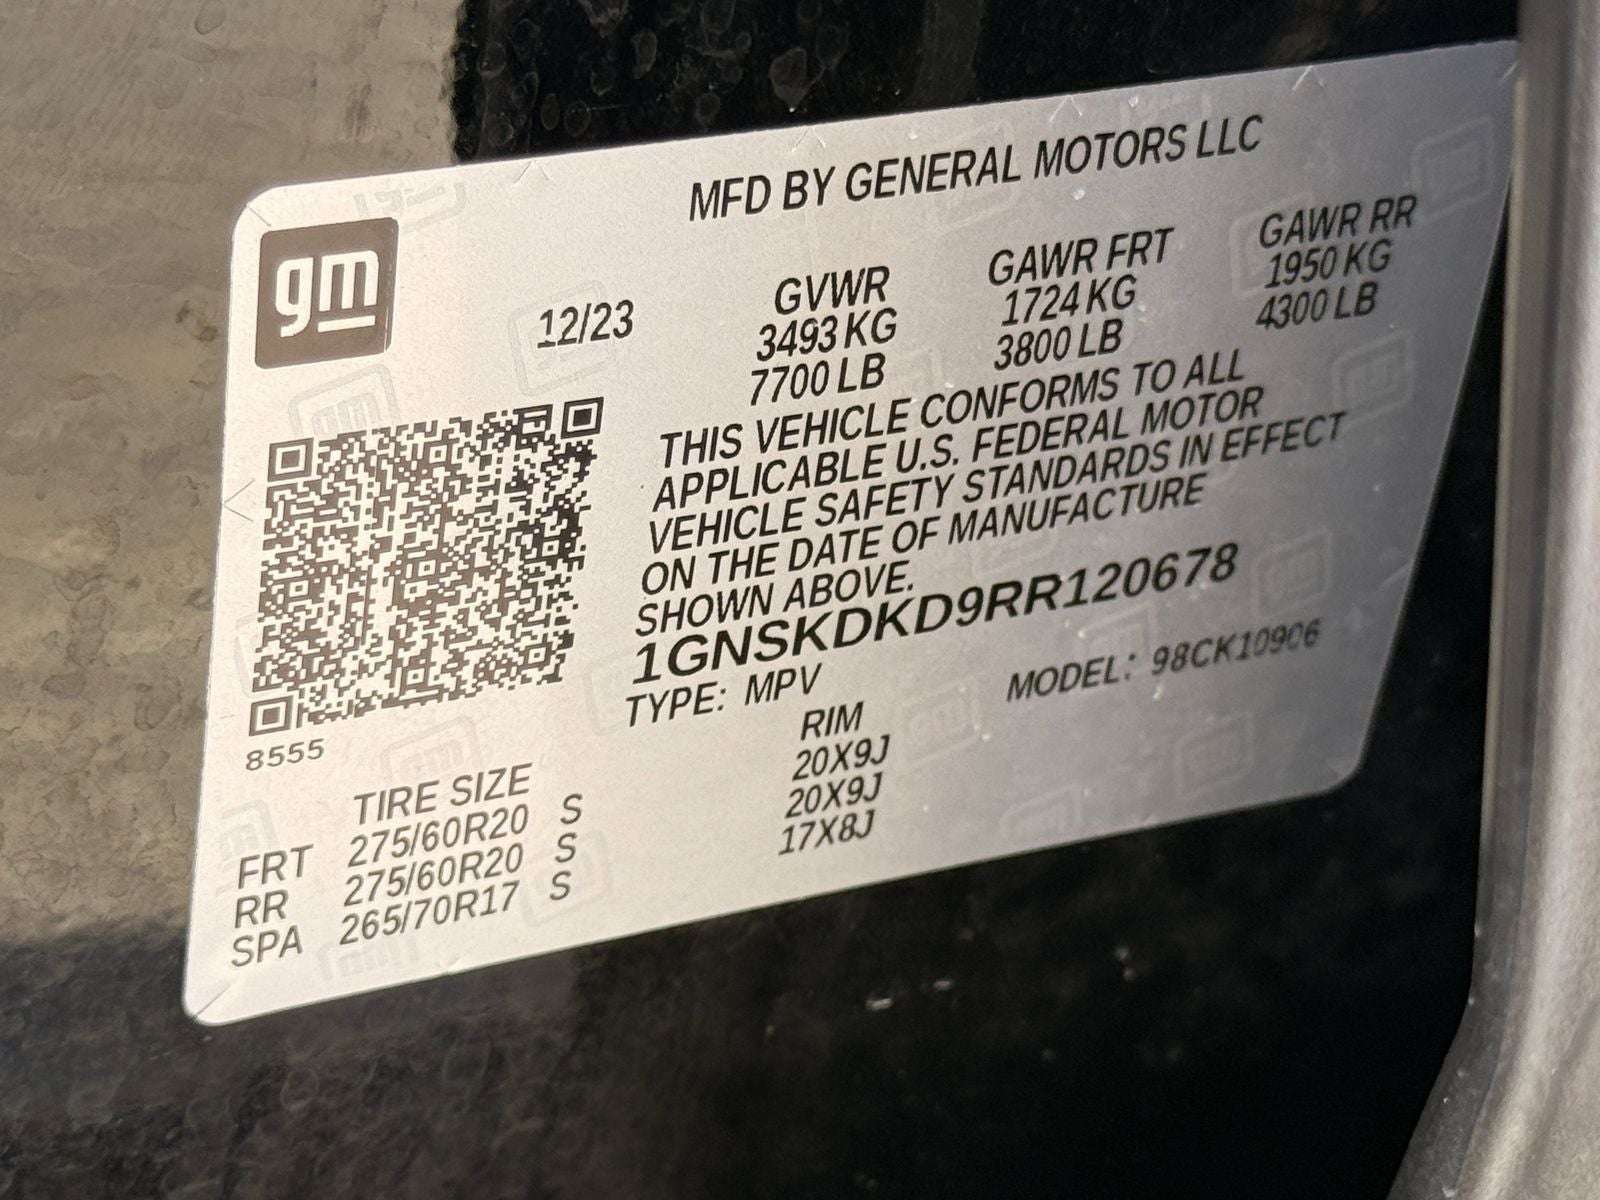 MFD BY GENERAL MOTORS LLC
gm
12/23
GVWR GAWR FRT GAWR RR
3493 KG 1724 KG 1950 KG
7700 LB 3800 LB 4300 LB
THIS VEHICLE CONFORMS TO ALL
APPLICABLE U.S. FEDERAL MOTOR
VEHICLE SAFETY STANDARDS IN EFFECT
ON THE DATE OF MANUFACTURE
SHOWN ABOVE.
1GNSKDKD9RR120678
TYPE: MPV MODEL: 98CK10906
8555
TIRE SIZE RIM
FRT 275/60R20 S 20X9J
RR 275/60R20 S 20X9J
SPA 265/70R17 S 17X8J